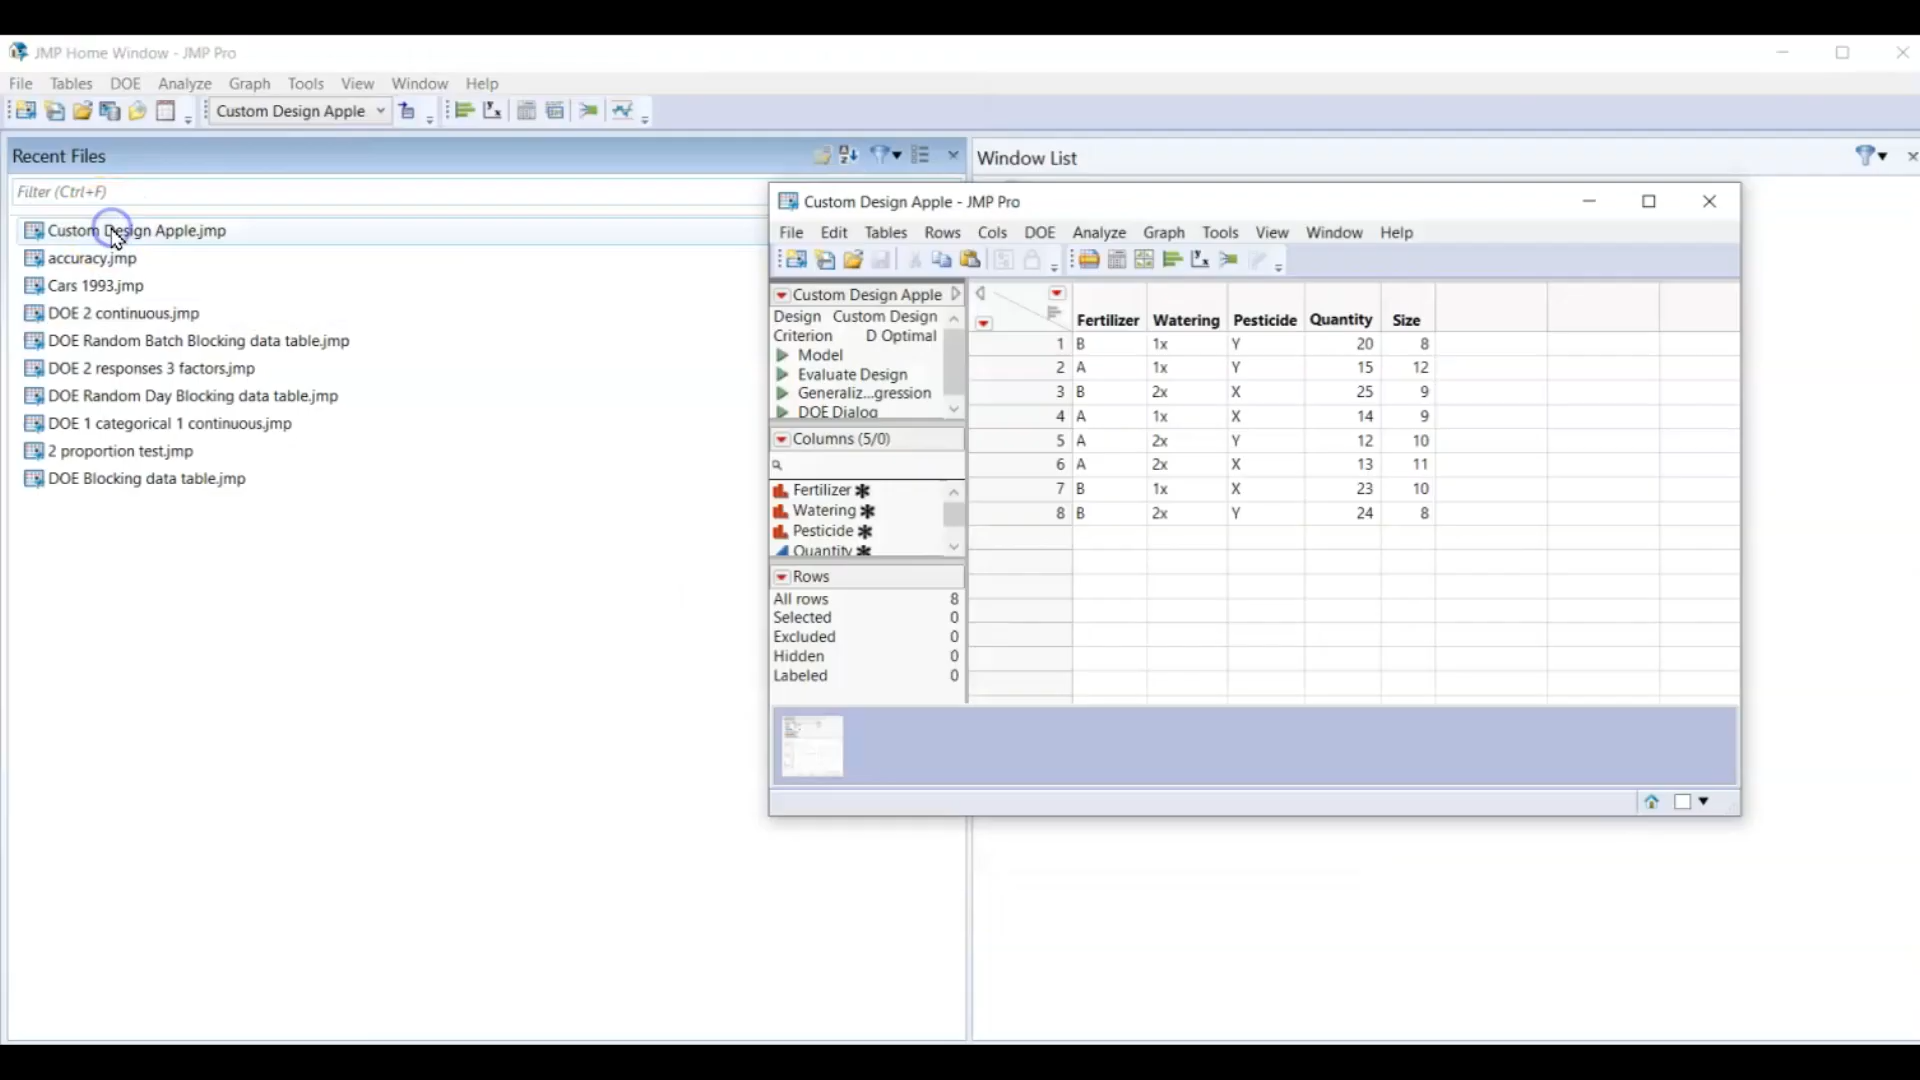 JMP Home Window - JMP Pro
File Tables DOE Analyze Graph Tools View Window Help
Custom Design Apple
Recent Files
Filter (Ctrl+F)
Custom Design Apple.jmp
accuracy.jmp
Cars 1993.jmp
DOE 2 continuous.jmp
DOE Random Batch Blocking data table.jmp
DOE 2 responses 3 factors.jmp
DOE Random Day Blocking data table.jmp
DOE 1 categorical 1 continuous.jmp
2 proportion test.jmp
DOE Blocking data table.jmp
Window List
Custom Design Apple - JMP Pro
File Edit Tables Rows Cols DOE Analyze Graph Tools View Window Help
Custom Design Apple
Design Custom Design
Criterion D Optimal
Model
Evaluate Design
Generaliz...gression
DOE Dialog
Columns (5/0)
Fertilizer
Watering
Pesticide
Quantity
Rows
All rows 8
Selected 0
Excluded 0
Hidden 0
Labeled 0
Fertilizer Watering Pesticide Quantity Size
1 B 1x Y 20 8
2 A 1x Y 15 12
3 B 2x X 25 9
4 A 1x X 14 9
5 A 2x Y 12 10
6 A 2x X 13 11
7 B 1x X 23 10
8 B 2x Y 24 8